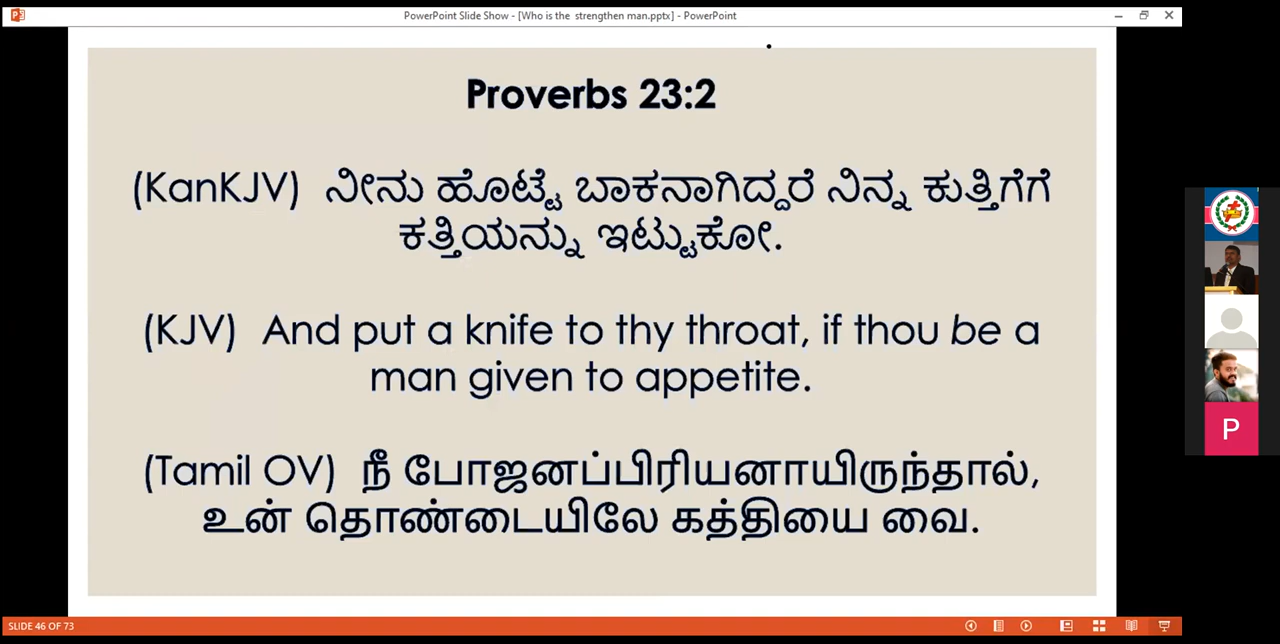 PowerPoint Slide Show - [Who is the  strengthen man.pptx] - PowerPoint
Proverbs 23:2
(KanKJV)  ನೀನು ಹೊಟ್ಟೆ ಬಾಕನಾಗಿದ್ದರೆ ನಿನ್ನ ಕುತ್ತಿಗೆಗೆ
ಕತ್ತಿಯನ್ನು ಇಟ್ಟುಕೋ.
(KJV)  And put a knife to thy throat, if thou be a
man given to appetite.
(Tamil OV)  நீ போஜனப்பிரியனாயிருந்தால்,
உன் தொண்டையிலே கத்தியை வை.
P
SLIDE 46 OF 73